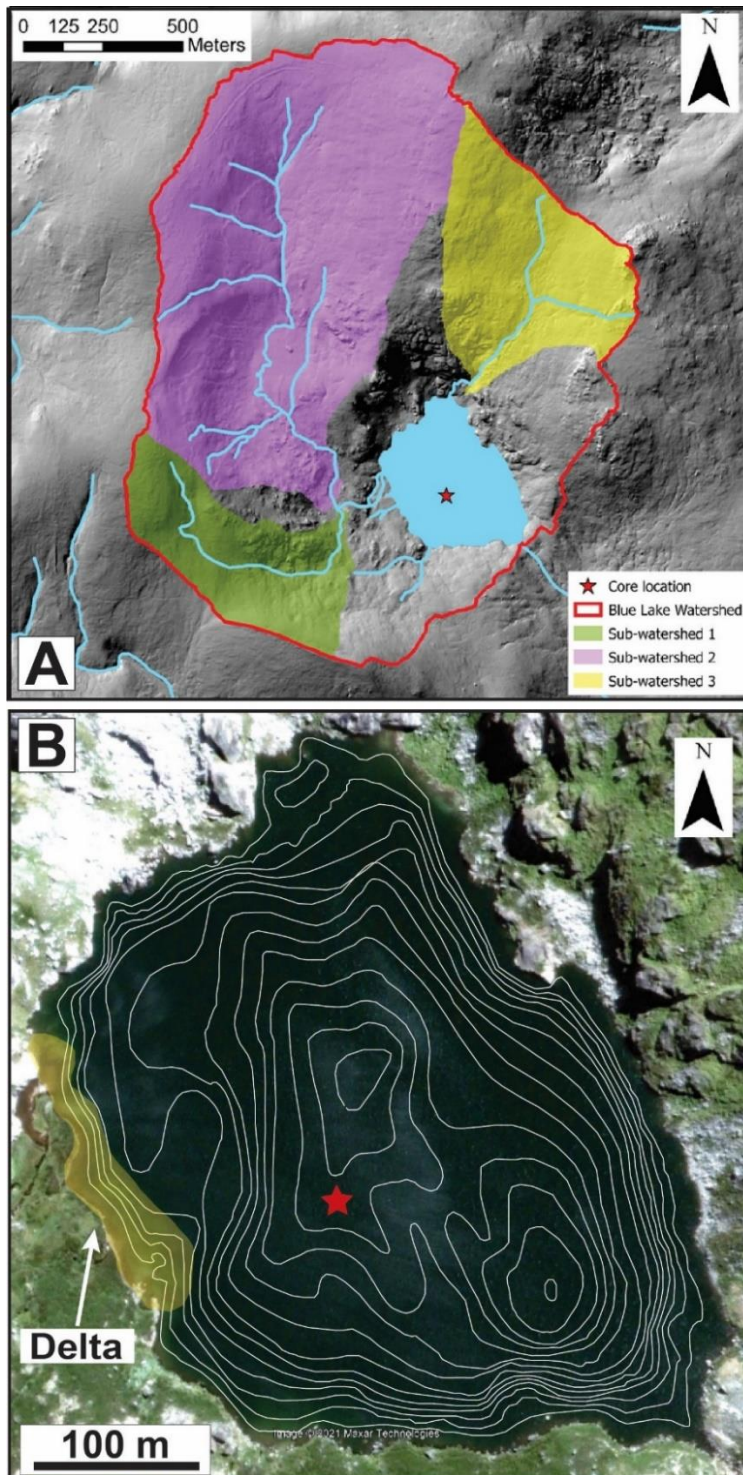 0 125 250 500
Meters
N
A
Core location
Blue Lake Watershed
Sub-watershed 1
Sub-watershed 2
Sub-watershed 3
B
N
Delta
100 m
Image © 2021 Maxar Technologies